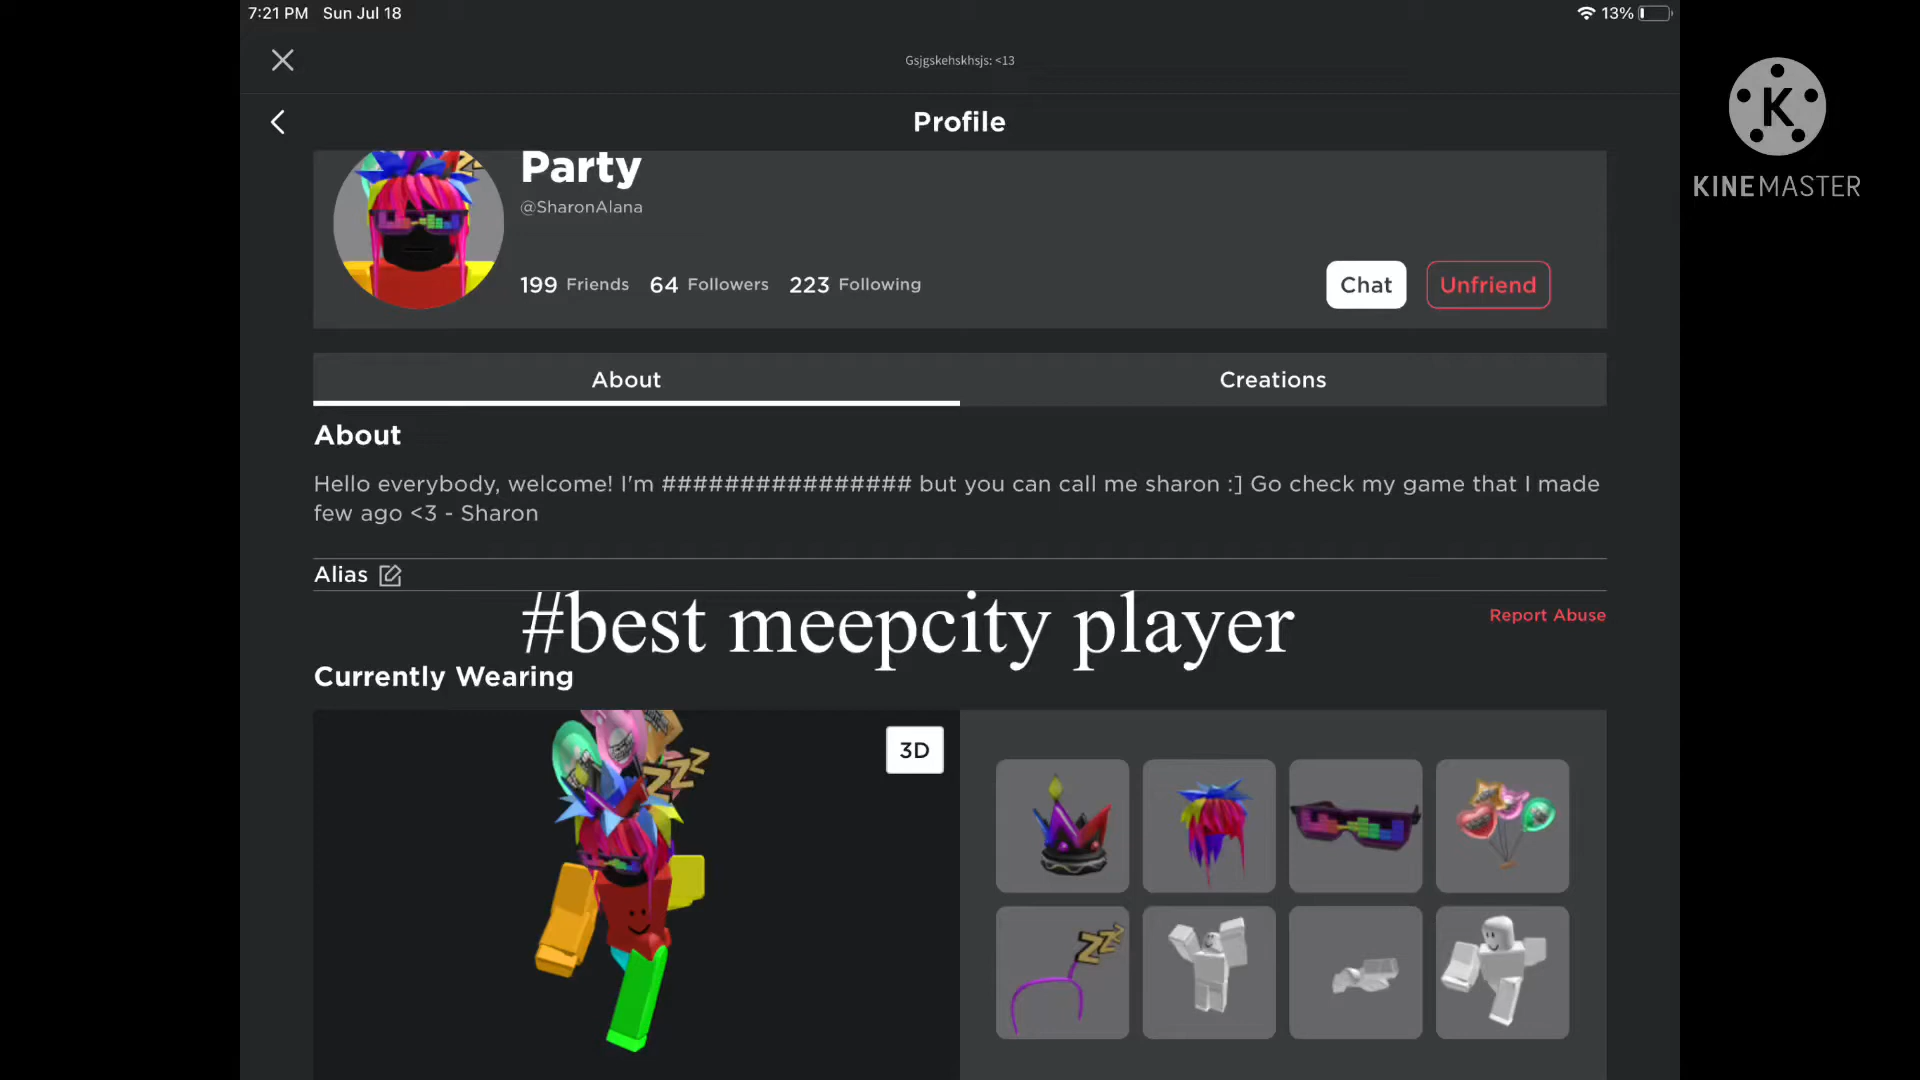 7:21 PM Sun Jul 18
13%
Gsjgskehskhsjs: <13
KINEMASTER
Profile
Party
@SharonAlana
199 Friends 64 Followers 223 Following
Chat
Unfriend
About
Creations
About
Hello everybody, welcome! I'm ################ but you can call me sharon :] Go check my game that I made
few ago <3 - Sharon
Alias
#best meepcity player
Report Abuse
Currently Wearing
3D